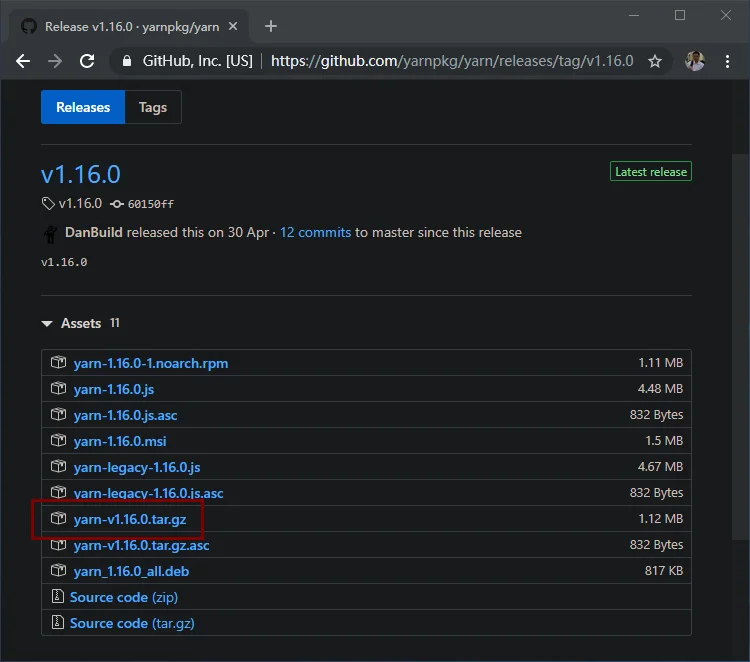 Release v1.16.0 · yarnpkg/yarn
GitHub, Inc. [US] | https://github.com/yarnpkg/yarn/releases/tag/v1.16.0
Releases Tags
v1.16.0 Latest release
v1.16.0 60150ff
DanBuild released this on 30 Apr · 12 commits to master since this release
v1.16.0
Assets 11
yarn-1.16.0-1.noarch.rpm 1.11 MB
yarn-1.16.0.js 4.48 MB
yarn-1.16.0.js.asc 832 Bytes
yarn-1.16.0.msi 1.5 MB
yarn-legacy-1.16.0.js 4.67 MB
yarn-legacy-1.16.0.js.asc 832 Bytes
yarn-v1.16.0.tar.gz 1.12 MB
yarn-v1.16.0.tar.gz.asc 832 Bytes
yarn_1.16.0_all.deb 817 KB
Source code (zip)
Source code (tar.gz)